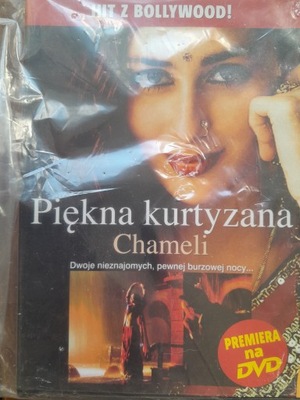 HIT Z BOLLYWOOD!
Piękna kurtyzana
Chameli
Dwoje nieznajomych, pewnej burzowej nocy...
PREMIERA
na
DVD